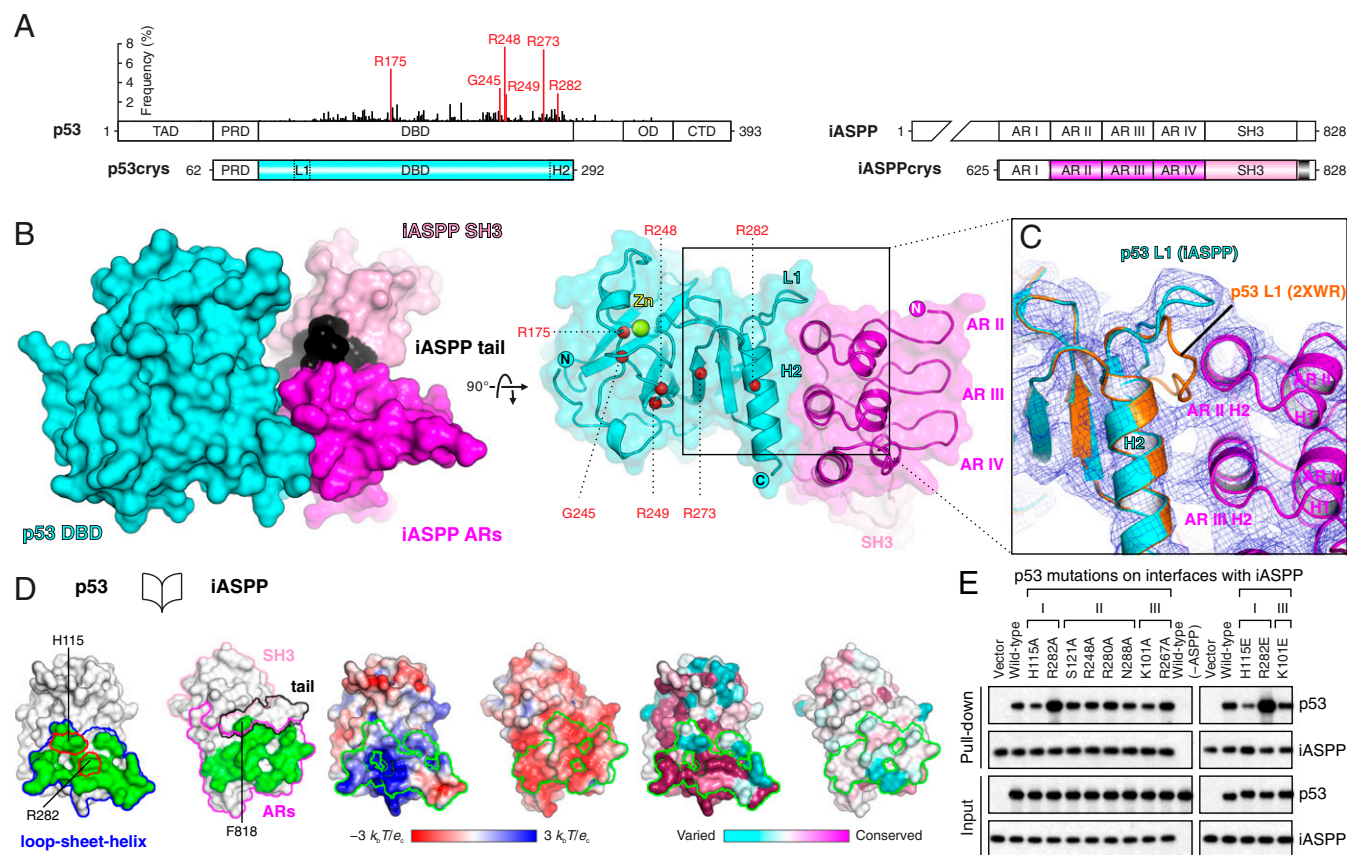 A
Frequency (%)
8
6
4
2
R175
G245
R248
R249
R273
R282
p53 1 TAD PRD DBD OD CTD 393
p53crys 62 PRD L1 DBD H2 292
iASPP 1 AR I AR II AR III AR IV SH3 828
iASPPcrys 625 AR I AR II AR III AR IV SH3 828
B
iASPP SH3
iASPP tail
p53 DBD
iASPP ARs
90°
R248
R282
Zn
L1
R175
N
N
AR II
H2
AR III
AR IV
C
G245
R249
R273
SH3
C
p53 L1 (iASPP)
p53 L1 (2XWR)
AR II
AR II H2
H1
H2
AR III
AR III H2
H1
D
p53
iASPP
H115
SH3
tail
R282
ARs
F818
loop-sheet-helix
−3 kbT/ec
3 kbT/ec
Varied
Conserved
E
p53 mutations on interfaces with iASPP
I
II
III
I
III
Vector
Wild-type
H115A
R282A
S121A
R248A
R280A
N288A
K101A
R267A
Wild-type
(–iASPP)
Vector
Wild-type
H115E
R282E
K101E
Pull-down
p53
iASPP
Input
p53
iASPP